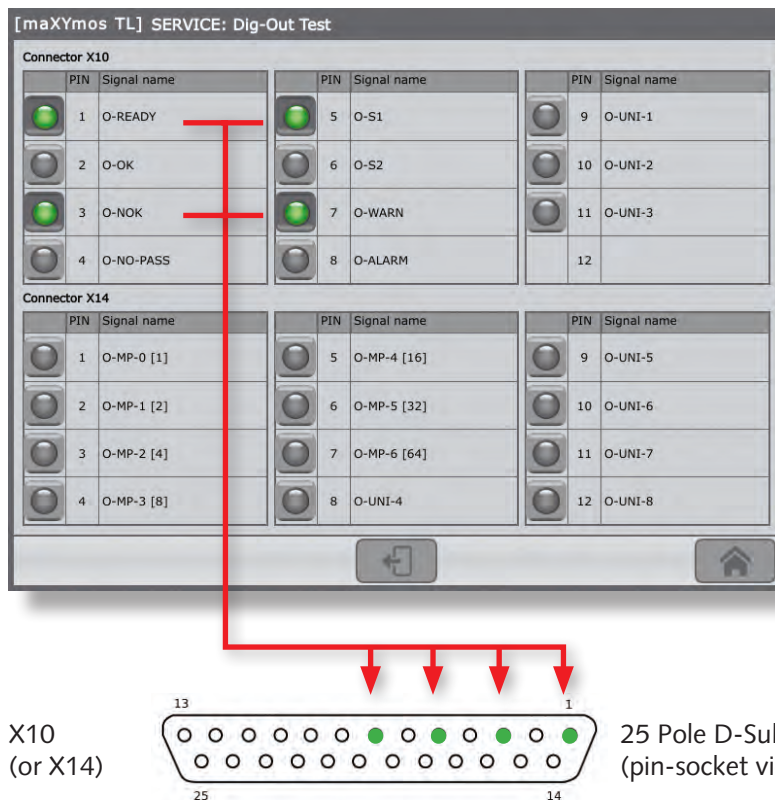 [maXYmos TL] SERVICE: Dig-Out Test
Connector X10
PIN Signal name PIN Signal name PIN Signal name
1 O-READY 5 O-S1 9 O-UNI-1
2 O-OK 6 O-S2 10 O-UNI-2
3 O-NOK 7 O-WARN 11 O-UNI-3
4 O-NO-PASS 8 O-ALARM 12
Connector X14
PIN Signal name PIN Signal name PIN Signal name
1 O-MP-0 [1] 5 O-MP-4 [16] 9 O-UNI-5
2 O-MP-1 [2] 6 O-MP-5 [32] 10 O-UNI-6
3 O-MP-2 [4] 7 O-MP-6 [64] 11 O-UNI-7
4 O-MP-3 [8] 8 O-UNI-4 12 O-UNI-8
13 1
X10 25 Pole D-Sul
(or X14) (pin-socket vi
25 14